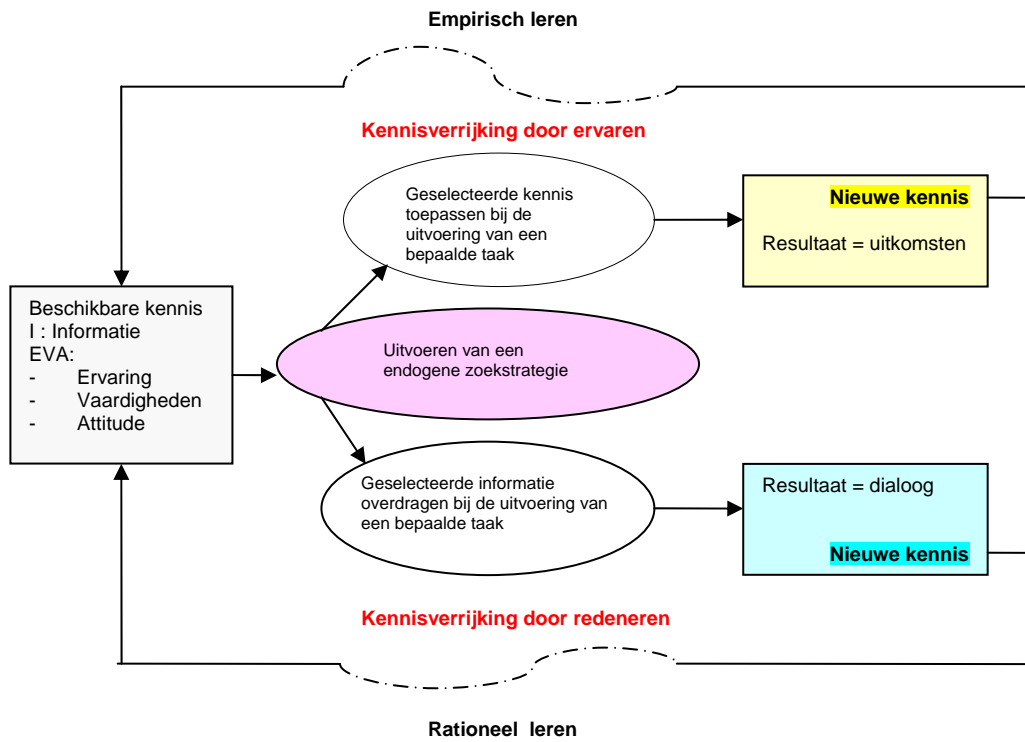 Empirisch leren
Kennisverrijking door ervaren
Geselecteerde kennis
toepassen bij de
uitvoering van een
bepaalde taak
Nieuwe kennis
Resultaat = uitkomsten
Beschikbare kennis
I : Informatie
EVA:
- Ervaring
- Vaardigheden
- Attitude
Uitvoeren van een
endogene zoekstrategie
Geselecteerde informatie
overdragen bij de uitvoering van
een bepaalde taak
Resultaat = dialoog
Nieuwe kennis
Kennisverrijking door redeneren
Rationeel leren